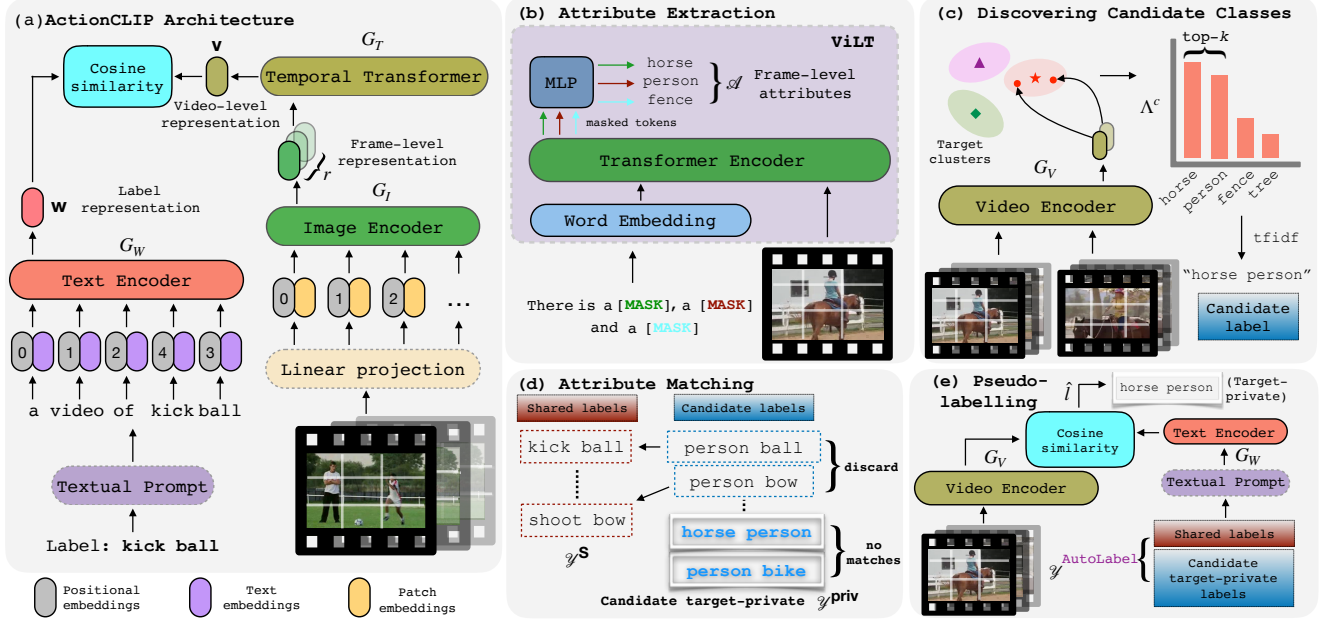 (a) ActionCLIP Architecture
G_T
v
Cosine
similarity
Temporal Transformer
Video-level
representation
Frame-level
representation
r
w
Label
representation
G_I
Image Encoder
G_W
Text Encoder
0
1
2
...
0
1
2
4
3
Linear projection
a video of kick ball
Textual Prompt
Label: kick ball
Positional
embeddings
Text
embeddings
Patch
embeddings
(b) Attribute Extraction
ViLT
MLP
horse
person
fence
𝒜
Frame-level
attributes
masked tokens
Transformer Encoder
Word Embedding
There is a [MASK], a [MASK]
and a [MASK]
(c) Discovering Candidate Classes
top-k
Λ^c
Target
clusters
G_V
Video Encoder
horse
person
fence
tree
tfidf
“horse person”
Candidate
label
(d) Attribute Matching
Shared labels
Candidate labels
kick ball
person ball
person bow
discard
shoot bow
horse person
person bike
no
matches
𝒴^S
Candidate target-private 𝒴^priv
(e) Pseudo-
labelling
l̂
horse person
(Target-
private)
Cosine
similarity
Text Encoder
G_V
G_W
Video Encoder
Textual Prompt
Shared labels
𝒴^AutoLabel
Candidate
target-private
labels